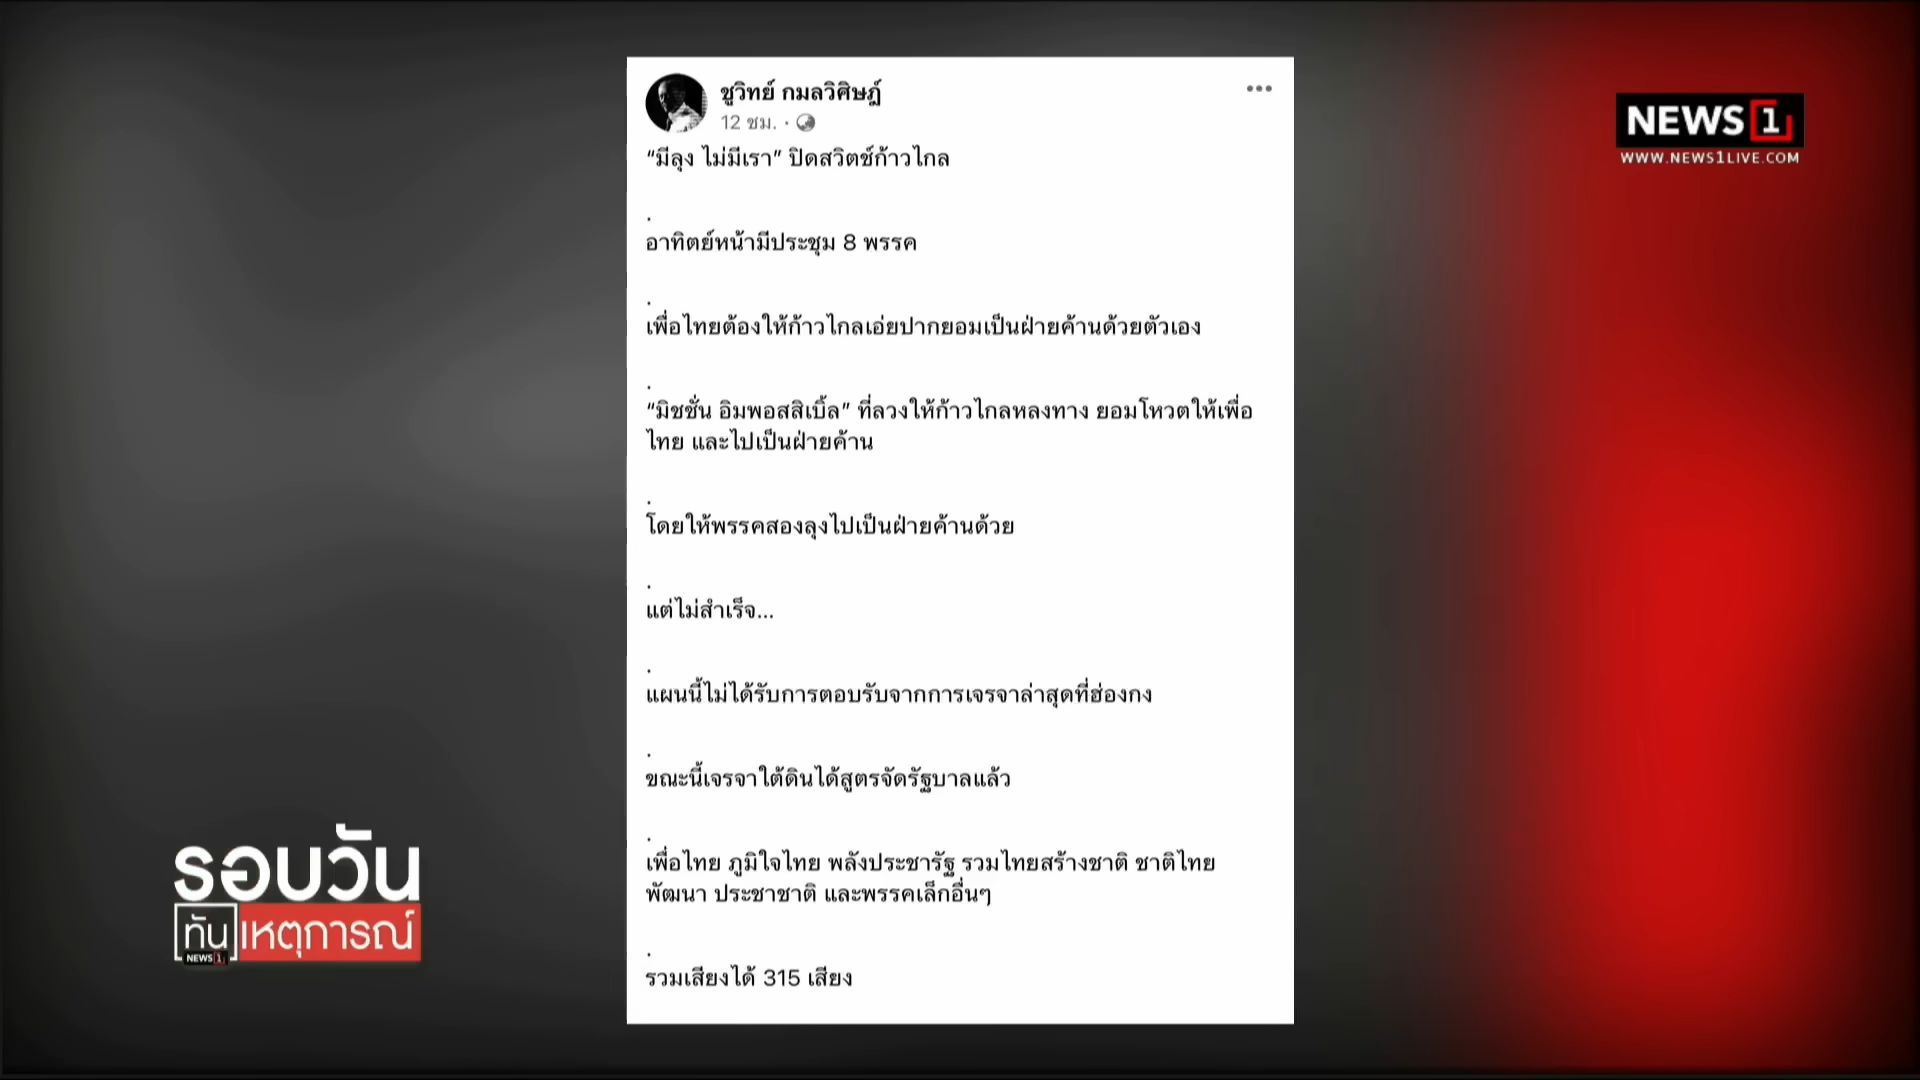 ชูวิทย์ กมลวิศิษฎ์
12 ชม. ·
“มีลุง ไม่มีเรา” ปิดสวิตช์ก้าวไกล
.
อาทิตย์หน้ามีประชุม 8 พรรค
.
เพื่อไทยต้องให้ก้าวไกลเอ่ยปากยอมเป็นฝ่ายค้านด้วยตัวเอง
.
“มิชชั่น อิมพอสสิเบิ้ล” ที่ลวงให้ก้าวไกลหลงทาง ยอมโหวตให้เพื่อ
ไทย และไปเป็นฝ่ายค้าน
.
โดยให้พรรคสองลุงไปเป็นฝ่ายค้านด้วย
.
แต่ไม่สำเร็จ...
.
แผนนี้ไม่ได้รับการตอบรับจากการเจรจาล่าสุดที่ฮ่องกง
.
ขณะนี้เจรจาใต้ดินได้สูตรจัดรัฐบาลแล้ว
.
เพื่อไทย ภูมิใจไทย พลังประชารัฐ รวมไทยสร้างชาติ ชาติไทย
พัฒนา ประชาชาติ และพรรคเล็กอื่นๆ
.
รวมเสียงได้ 315 เสียง
NEWS 1
WWW.NEWS1LIVE.COM
รอบวัน
ทันเหตุการณ์
NEWS 1